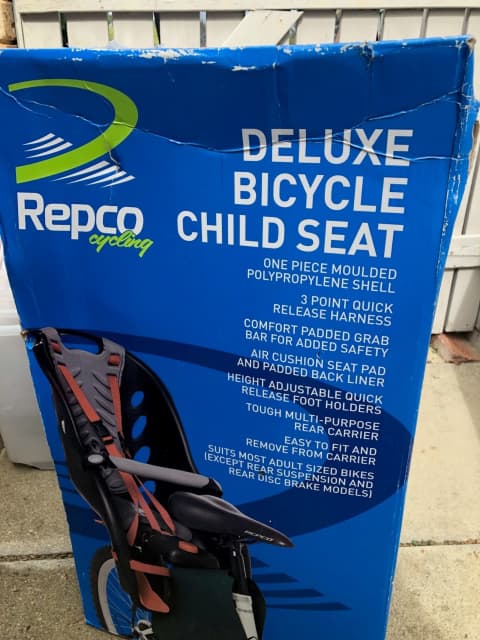 Repco
cycling
DELUXE
BICYCLE
CHILD SEAT
ONE PIECE MOULDED
POLYPROPYLENE SHELL
3 POINT QUICK
RELEASE HARNESS
COMFORT PADDED GRAB
BAR FOR ADDED SAFETY
AIR CUSHION SEAT PAD
AND PADDED BACK LINER
HEIGHT ADJUSTABLE QUICK
RELEASE FOOT HOLDERS
TOUGH MULTI-PURPOSE
REAR CARRIER
EASY TO FIT AND
REMOVE FROM CARRIER
SUITS MOST ADULT SIZED BIKES
(EXCEPT REAR SUSPENSION AND
REAR DISC BRAKE MODELS)
REPCO